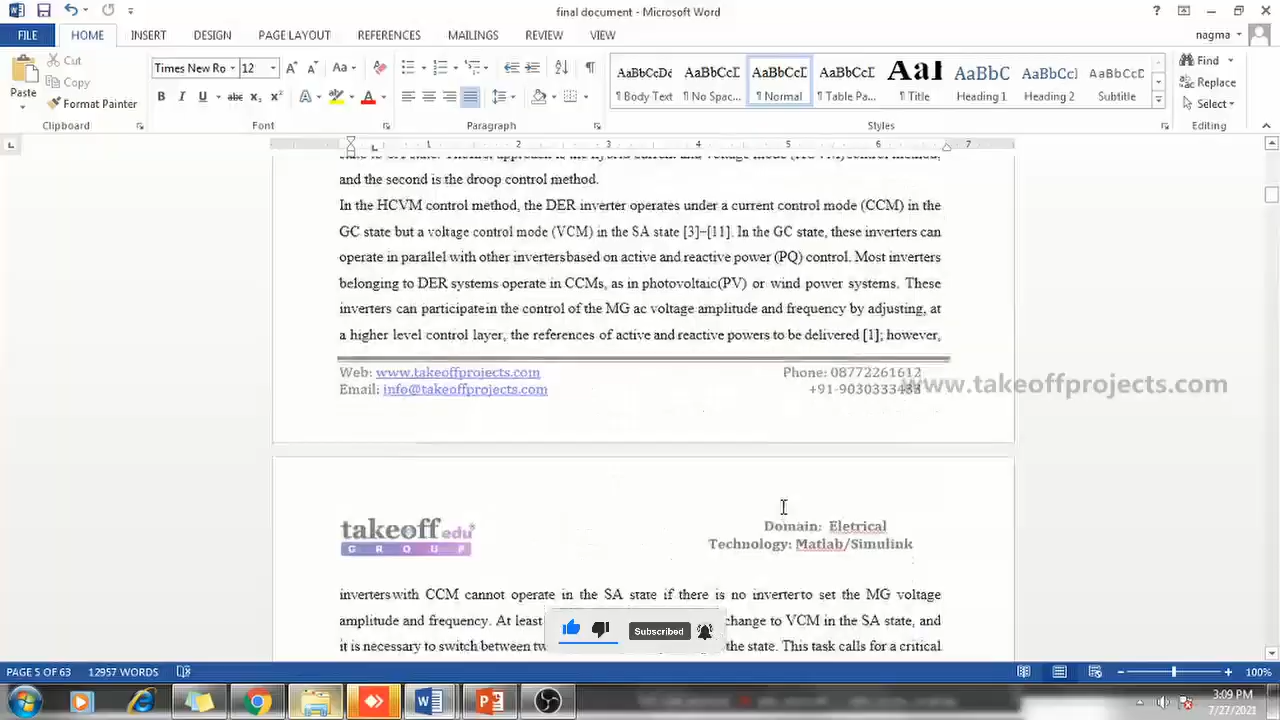 final document - Microsoft Word
FILE HOME INSERT DESIGN PAGE LAYOUT REFERENCES MAILINGS REVIEW VIEW nagma
Cut
Copy
Format Painter
Paste
Clipboard
Times New Ro 12
Font
Paragraph
AaBbCcDc AaBbCcI AaBbCcI AaBbCcI AaBl AaBbC AaBbCcl AaBbCcD
¶ Body Text ¶ No Spac... ¶ Normal ¶ Table Pa... ¶ Title Heading 1 Heading 2 Subtitle
Styles
Find
Replace
Select
Editing
1 2 3 4 5 6 7
and the second is the droop control method.
In the HCVM control method, the DER inverter operates under a current control mode (CCM) in the
GC state but a voltage control mode (VCM) in the SA state [3]–[11]. In the GC state, these inverters can
operate in parallel with other invertersbased on active and reactive power (PQ) control. Most inverters
belonging to DER systems operate in CCMs, as in photovoltaic(PV) or wind power systems. These
inverters can participatein the control of the MG ac voltage amplitude and frequency by adjusting, at
a higher level control layer, the references of active and reactive powers to be delivered [1]; however,
Web: www.takeoffprojects.com Phone: 08772261612
Email: info@takeoffprojects.com +91-9030333433
www.takeoffprojects.com
takeoff edu
GROUP
Domain: Eletrical
Technology: Matlab/Simulink
inverterswith CCM cannot operate in the SA state if there is no inverterto set the MG voltage
amplitude and frequency. At least change to VCM in the SA state, and
it is necessary to switch between the state. This task calls for a critical
Subscribed
PAGE 5 OF 63 12957 WORDS 100%
3:09 PM
7/27/2021